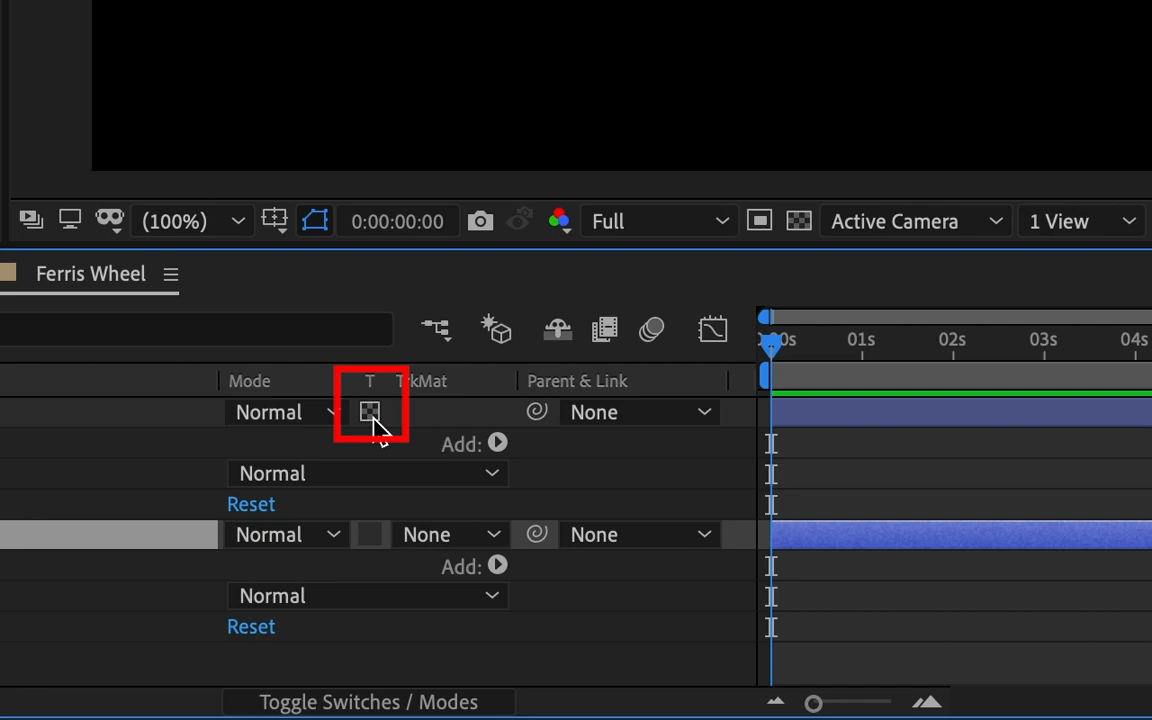 (100%) 0:00:00:00 Full Active Camera 1 View
Ferris Wheel
01s 02s 03s 04s
Mode T TrkMat Parent & Link
Normal None
Add:
Normal
Reset
Normal None None
Add:
Normal
Reset
Toggle Switches / Modes